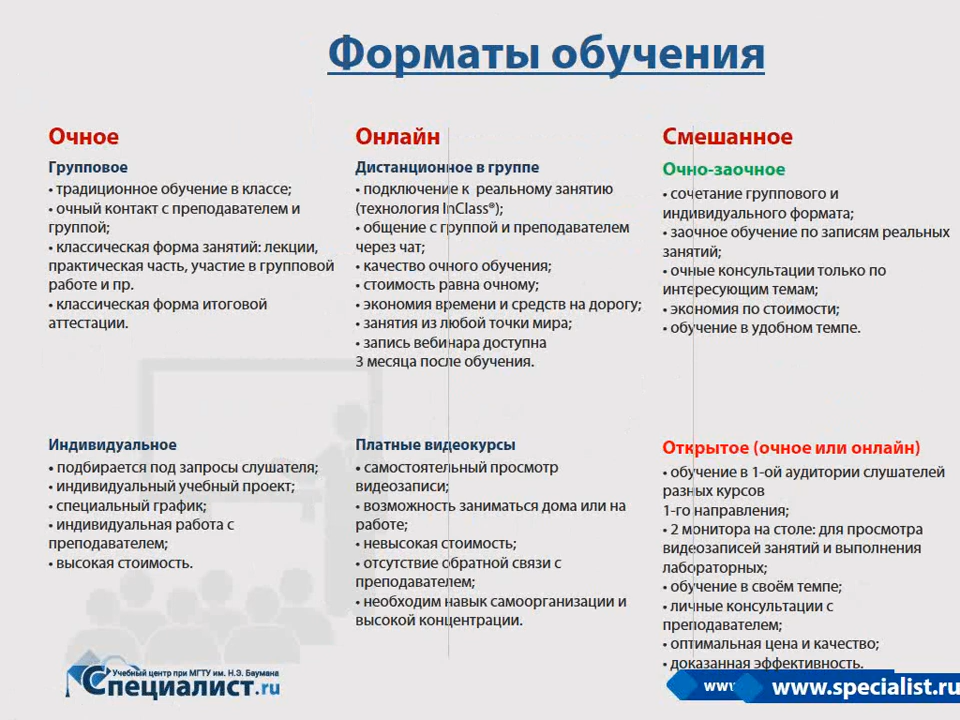 Форматы обучения
Очное
Групповое
• традиционное обучение в классе;
• очный контакт с преподавателем и
группой;
• классическая форма занятий: лекции,
практическая часть, участие в групповой
работе и пр.
• классическая форма итоговой
аттестации.
Индивидуальное
• подбирается под запросы слушателя;
• индивидуальный учебный проект;
• специальный график;
• индивидуальная работа с
преподавателем;
• высокая стоимость.
Онлайн
Дистанционное в группе
• подключение к реальному занятию
(технология InClass®);
• общение с группой и преподавателем
через чат;
• качество очного обучения;
• стоимость равна очному;
• экономия времени и средств на дорогу;
• занятия из любой точки мира;
• запись вебинара доступна
3 месяца после обучения.
Платные видеокурсы
• самостоятельный просмотр
видеозаписи;
• возможность заниматься дома или на
работе;
• невысокая стоимость;
• отсутствие обратной связи с
преподавателем;
• необходим навык самоорганизации и
высокой концентрации.
Смешанное
Очно-заочное
• сочетание группового и
индивидуального формата;
• заочное обучение по записям реальных
занятий;
• очные консультации только по
интересующим темам;
• экономия по стоимости;
• обучение в удобном темпе.
Открытое (очное или онлайн)
• обучение в 1-ой аудитории слушателей
разных курсов
1-го направления;
• 2 монитора на столе: для просмотра
видеозаписей занятий и выполнения
лабораторных;
• обучение в своём темпе;
• личные консультации с
преподавателем;
• оптимальная цена и качество;
• доказанная эффективность.
Учебный центр при МГТУ им. Н.Э. Баумана
Специалист.ru
www
www.specialist.ru